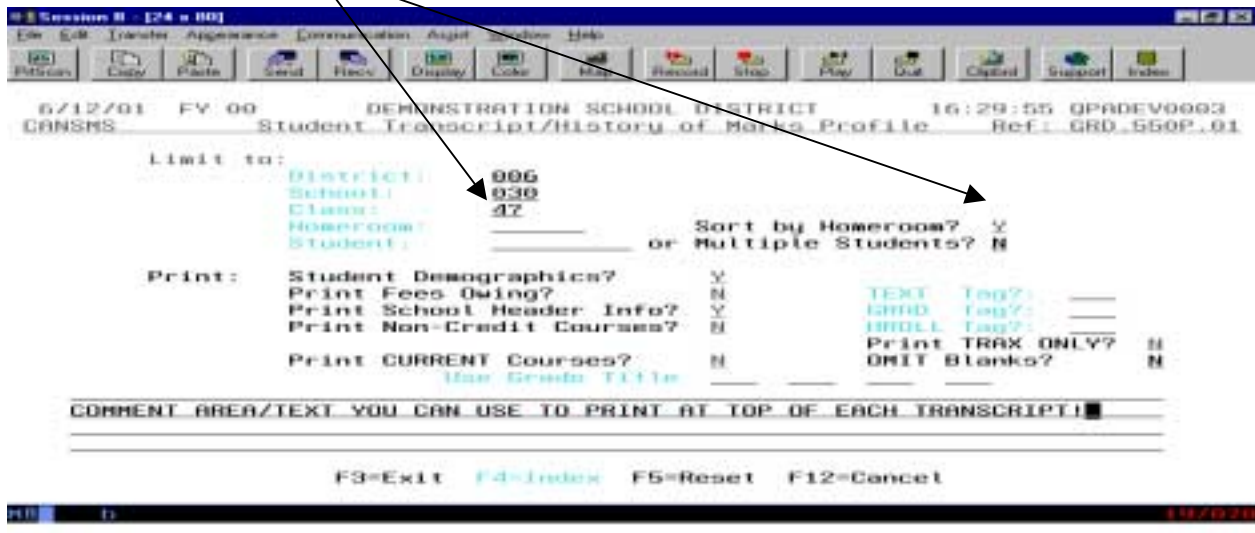 Session B - [24 x 80]
File Edit Transfer Appearance Communication Assist Window Help
PrtScrn Copy Paste Send Recv Display Color Map Record Stop Play Quit Clipbrd Support Index
6/12/01 FY 00 DEMONSTRATION SCHOOL DISTRICT 16:29:55 QPADEV0003
CANSMS Student Transcript/History of Marks Profile Ref: GRD.550P.01
Limit to:
District: 006
School: 030
Class: 47
Homeroom: Sort by Homeroom? Y
Student: or Multiple Students? N
Print: Student Demographics? Y
Print Fees Owing? N TEXT Tag?:
Print School Header Info? Y GRAD Tag?:
Print Non-Credit Courses? N HROLL Tag?:
Print TRAX ONLY? N
Print CURRENT Courses? N OMIT Blanks? N
Use Grade Title
COMMENT AREA/TEXT YOU CAN USE TO PRINT AT TOP OF EACH TRANSCRIPT!
F3=Exit F4=Index F5=Reset F12=Cancel
b 19/070